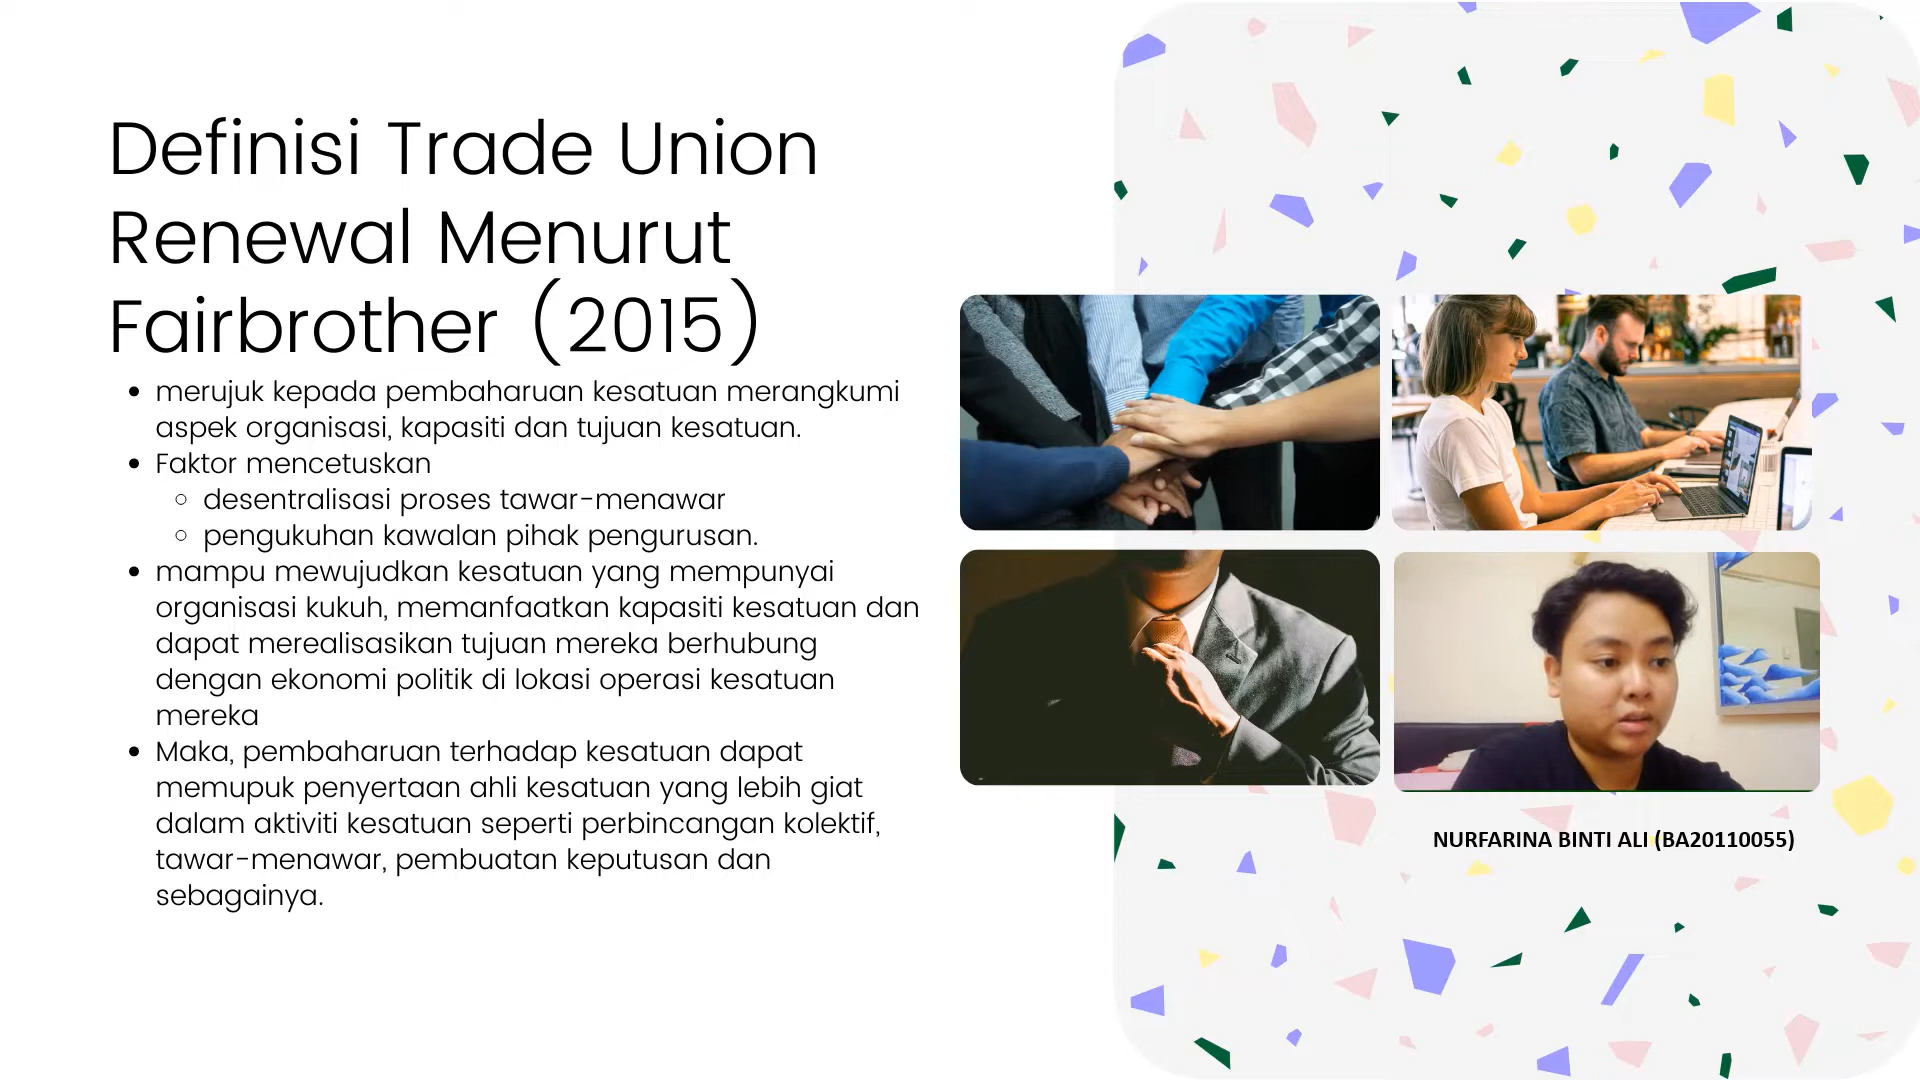 Definisi Trade Union
Renewal Menurut
Fairbrother (2015)
merujuk kepada pembaharuan kesatuan merangkumi
aspek organisasi, kapasiti dan tujuan kesatuan.
Faktor mencetuskan
desentralisasi proses tawar-menawar
pengukuhan kawalan pihak pengurusan.
mampu mewujudkan kesatuan yang mempunyai
organisasi kukuh, memanfaatkan kapasiti kesatuan dan
dapat merealisasikan tujuan mereka berhubung
dengan ekonomi politik di lokasi operasi kesatuan
mereka
Maka, pembaharuan terhadap kesatuan dapat
memupuk penyertaan ahli kesatuan yang lebih giat
dalam aktiviti kesatuan seperti perbincangan kolektif,
tawar-menawar, pembuatan keputusan dan
sebagainya.
NURFARINA BINTI ALI (BA20110055)